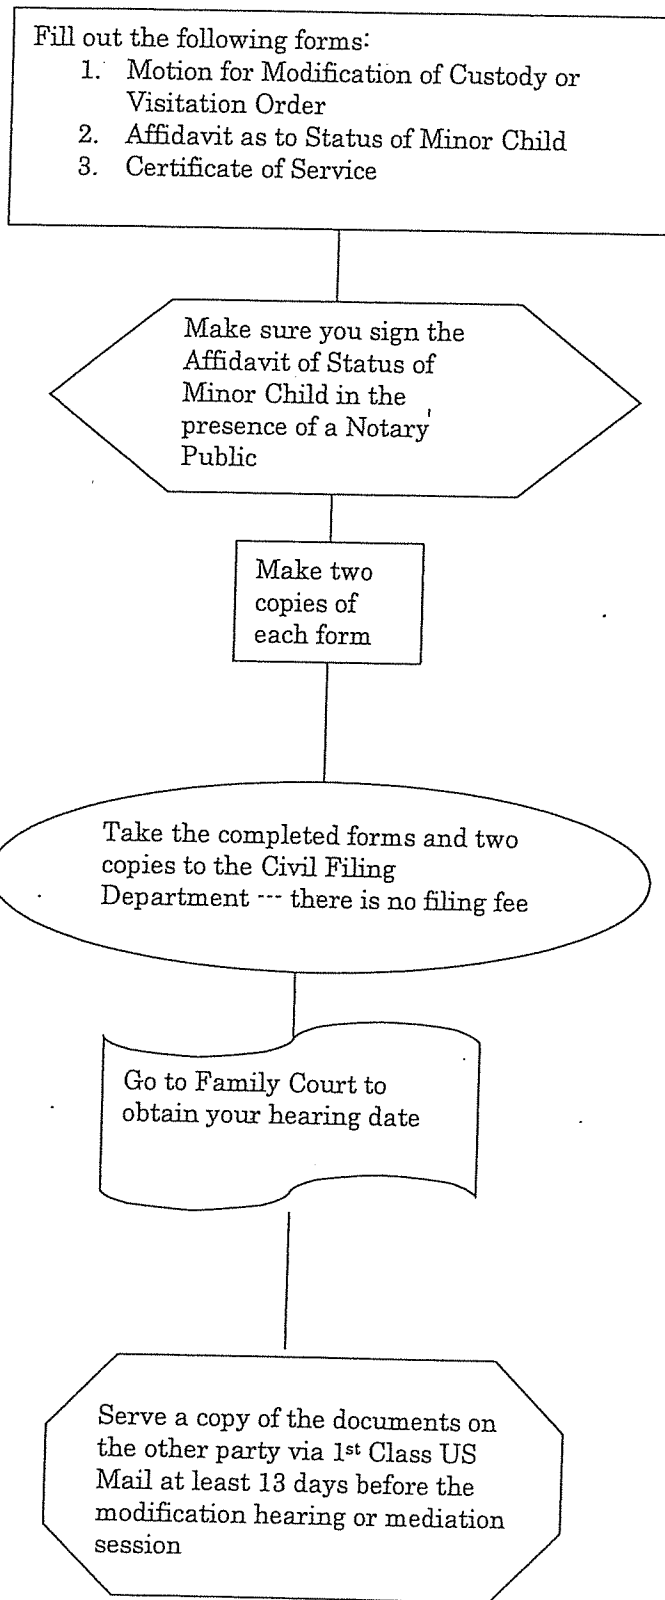 Fill out the following forms:
1. Motion for Modification of Custody or
Visitation Order
2. Affidavit as to Status of Minor Child
3. Certificate of Service
Make sure you sign the
Affidavit of Status of
Minor Child in the
presence of a Notary
Public
Make two
copies of
each form
Take the completed forms and two
copies to the Civil Filing
Department --- there is no filing fee
Go to Family Court to
obtain your hearing date
Serve a copy of the documents on
the other party via 1st Class US
Mail at least 13 days before the
modification hearing or mediation
session